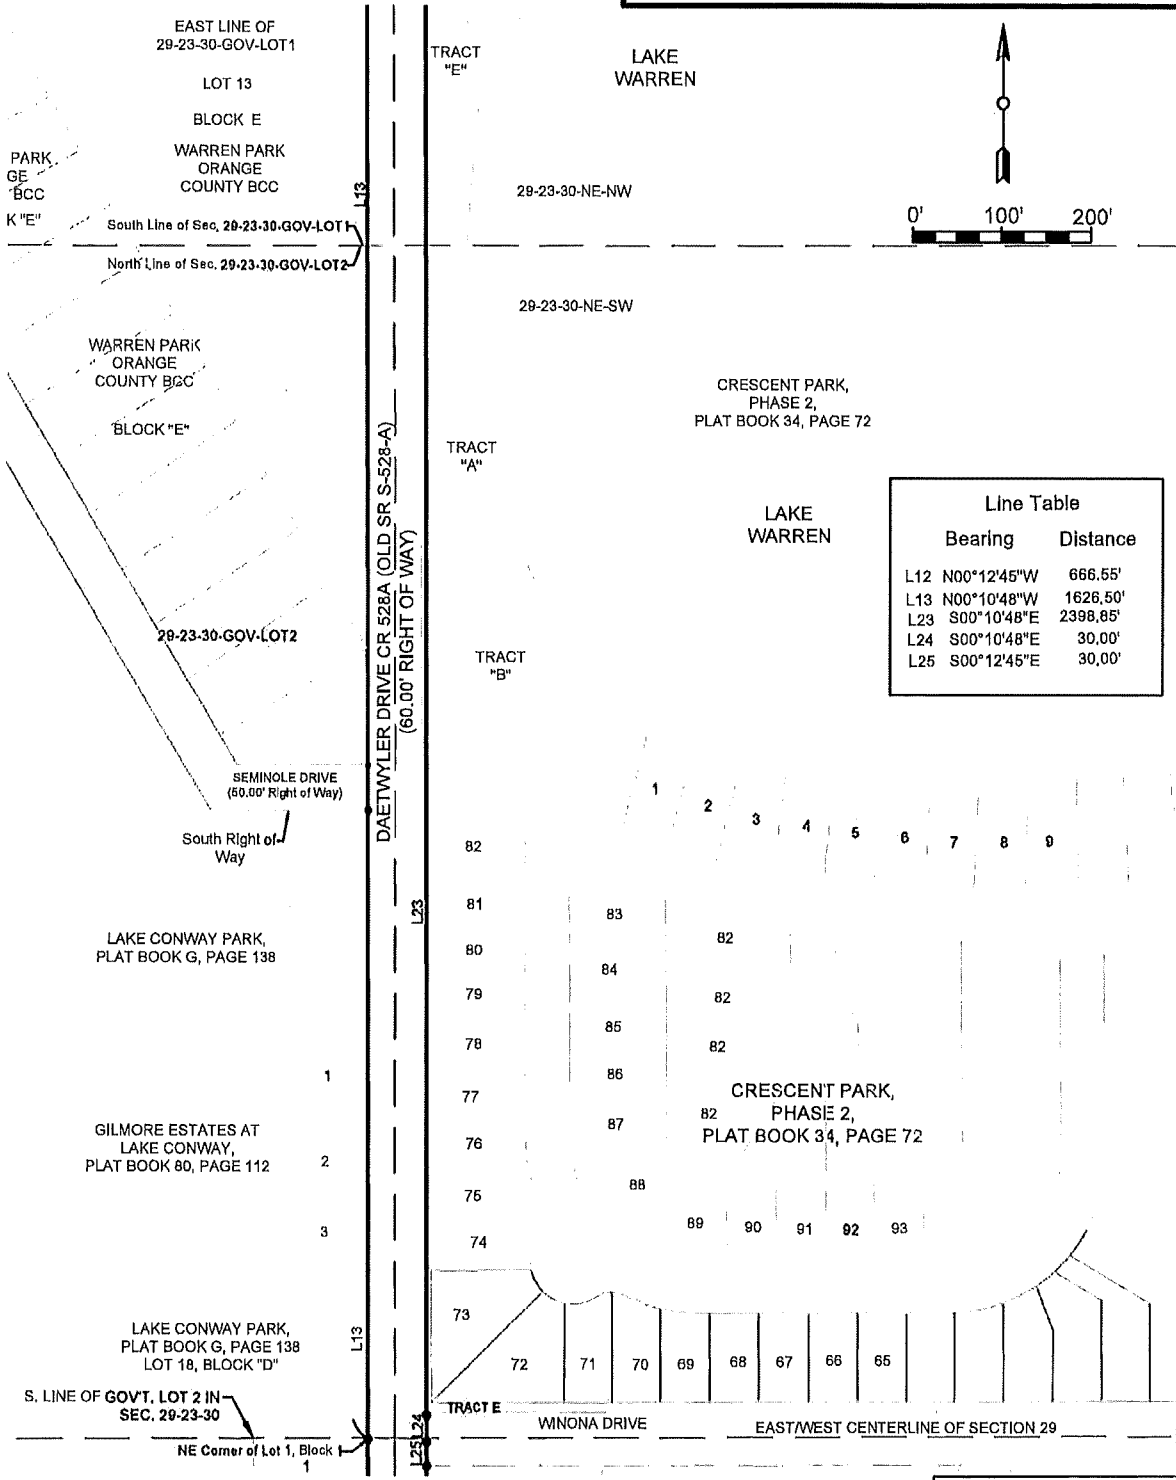 EAST LINE OF
29-23-30-GOV-LOT1
LOT 13
BLOCK E
WARREN PARK
ORANGE
COUNTY BCC
PARK
GE
BCC
K "E"
L13
TRACT
"E"
LAKE
WARREN
29-23-30-NE-NW
0' 100' 200'
South Line of Sec. 29-23-30-GOV-LOT1
North Line of Sec. 29-23-30-GOV-LOT2
29-23-30-NE-SW
WARREN PARK
ORANGE
COUNTY BCC
BLOCK "E"
CRESCENT PARK,
PHASE 2,
PLAT BOOK 34, PAGE 72
TRACT
"A"
LAKE
WARREN
Line Table
Bearing Distance
L12 N00°12'45"W 666.55'
L13 N00°10'48"W 1626.50'
L23 S00°10'48"E 2398.85'
L24 S00°10'48"E 30.00'
L25 S00°12'45"E 30.00'
DAETWYLER DRIVE CR 528A (OLD SR S-528-A)
(60.00' RIGHT OF WAY)
29-23-30-GOV-LOT2
TRACT
"B"
SEMINOLE DRIVE
(50.00' Right of Way)
South Right of
Way
1 2 3 4 5 6 7 8 9
82
81
80
79
78
77
76
75
74
L23
83
84
85
86
87
88
82
82
82
82
LAKE CONWAY PARK,
PLAT BOOK G, PAGE 138
1
2
3
GILMORE ESTATES AT
LAKE CONWAY,
PLAT BOOK 80, PAGE 112
CRESCENT PARK,
PHASE 2,
PLAT BOOK 34, PAGE 72
89 90 91 92 93
73
72 71 70 69 68 67 66 65
LAKE CONWAY PARK,
PLAT BOOK G, PAGE 138
LOT 18, BLOCK "D"
L13
S. LINE OF GOV'T. LOT 2 IN
SEC. 29-23-30
NE Corner of Lot 1, Block 1
1
L24
L25
TRACT E
WINONA DRIVE
EAST/WEST CENTERLINE OF SECTION 29